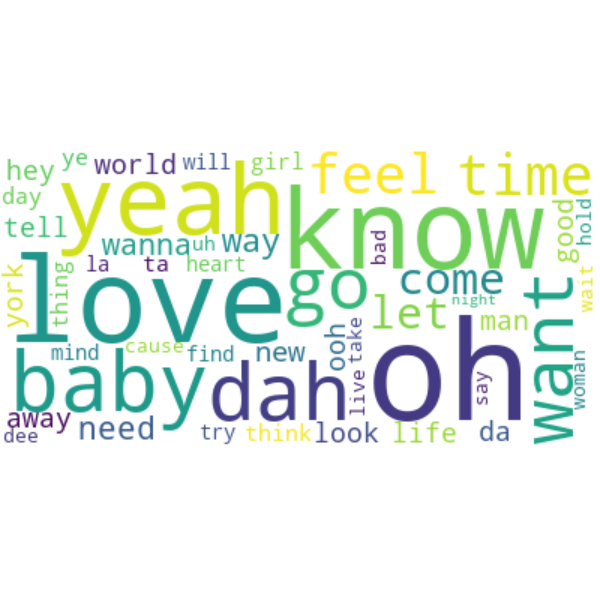 hey
ye
world
will
girl
feel
time
day
yeah
know
tell
wanna
uh
way
bad
good
hold
york
thing
la
ta
heart
love
go
come
want
wait
let
night
man
mind
cause
find
new
ooh
take
live
baby
dah
oh
say
woman
away
dee
need
try
think
look
life
da